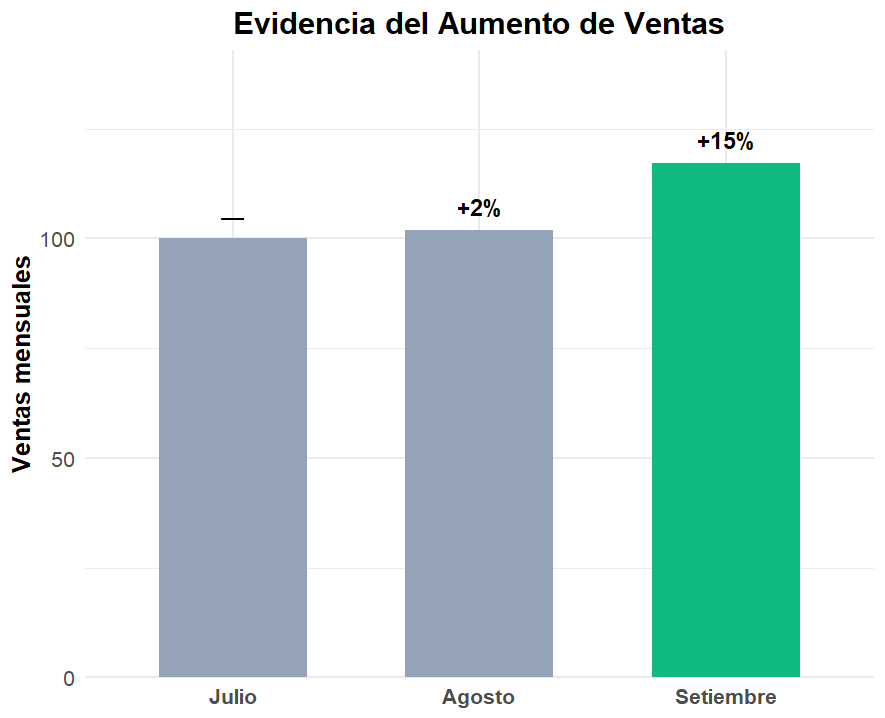 Evidencia del Aumento de Ventas
Ventas mensuales
100
50
0
—
+2%
+15%
Julio
Agosto
Setiembre